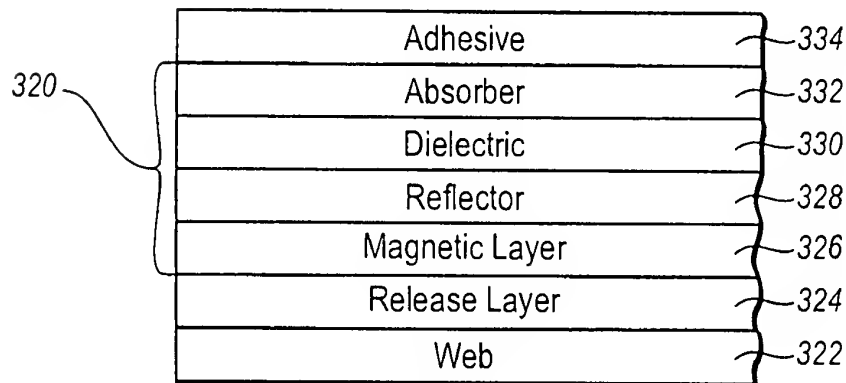 Adhesive 334
320
Absorber 332
Dielectric 330
Reflector 328
Magnetic Layer 326
Release Layer 324
Web 322